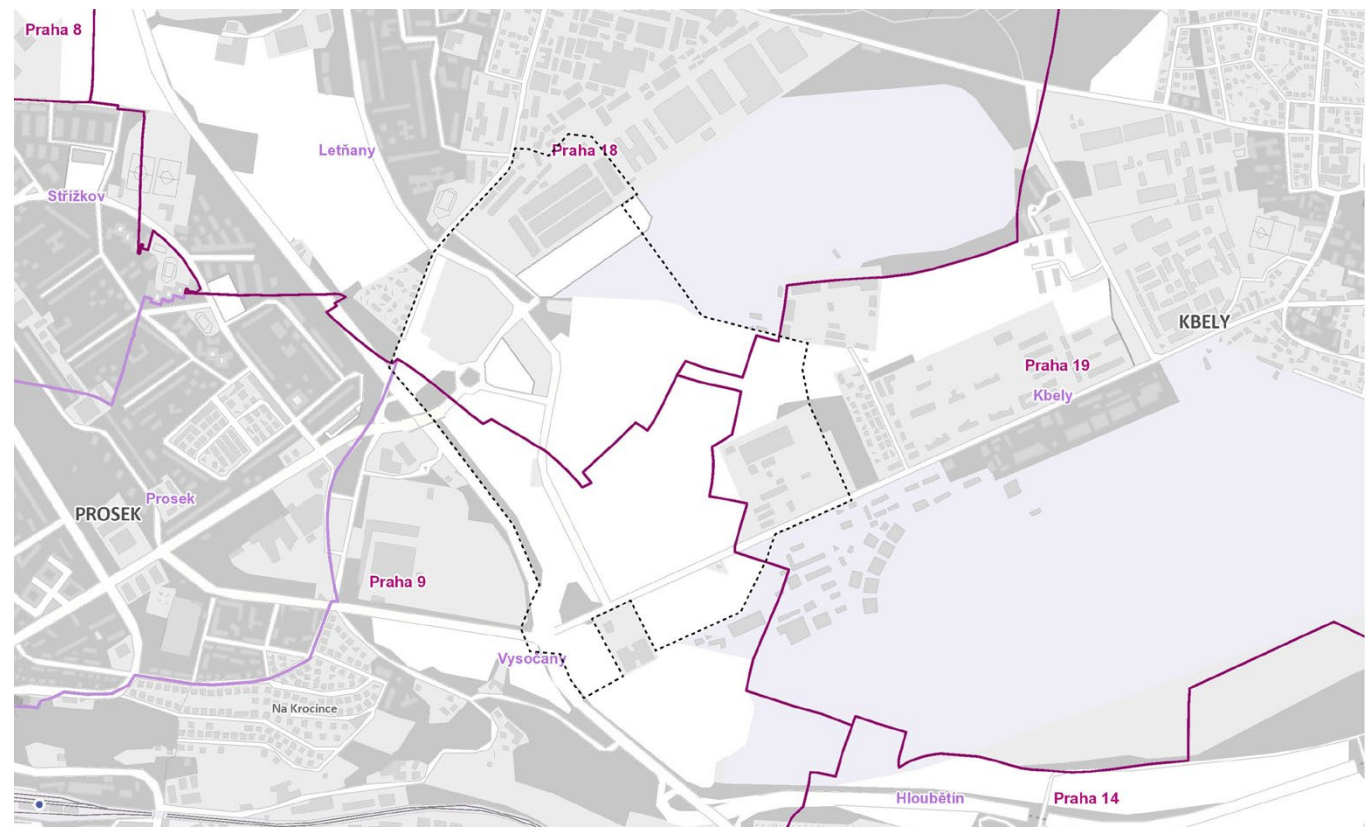 Praha 8
Letňany
Praha 18
Střížkov
KBELY
Praha 19
Kbely
Prosek
PROSEK
Praha 9
Vysočany
Na Krocínce
Hloubětín
Praha 14